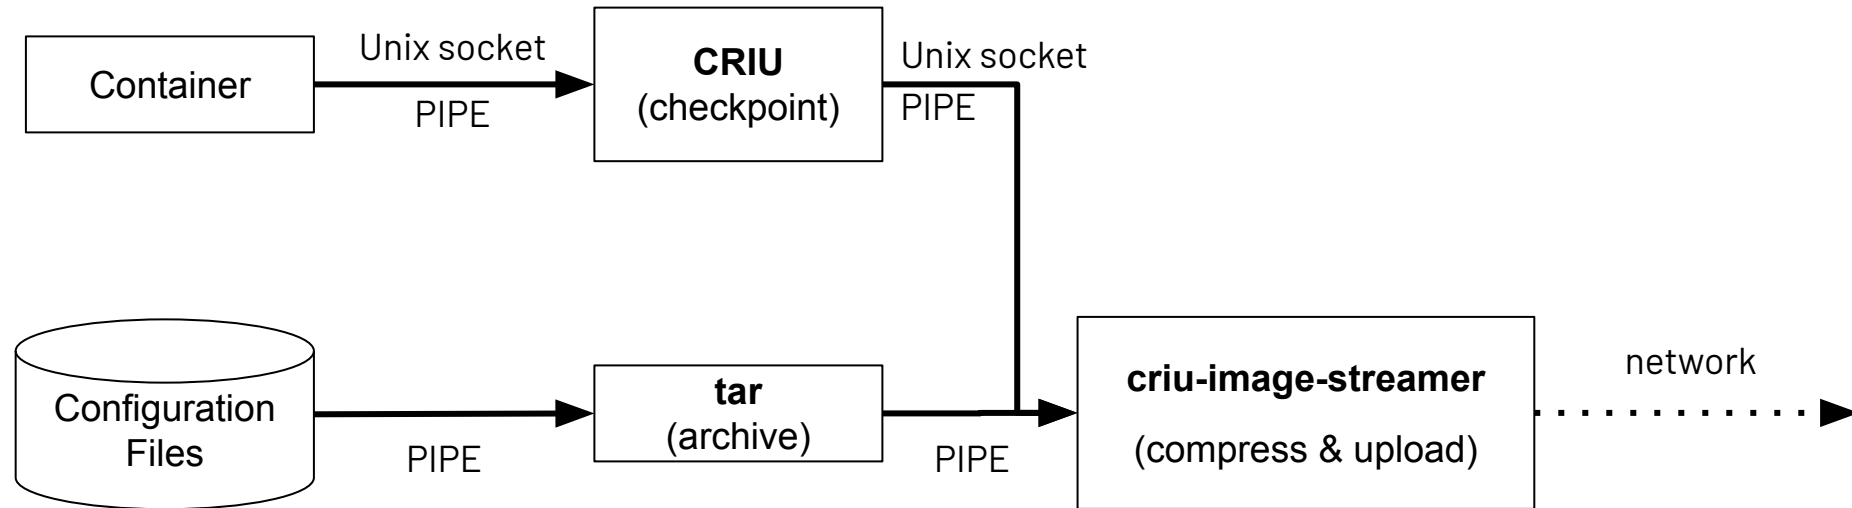 Container
Unix socket
PIPE
CRIU
(checkpoint)
Unix socket
PIPE
Configuration
Files
PIPE
tar
(archive)
PIPE
criu-image-streamer
(compress & upload)
network